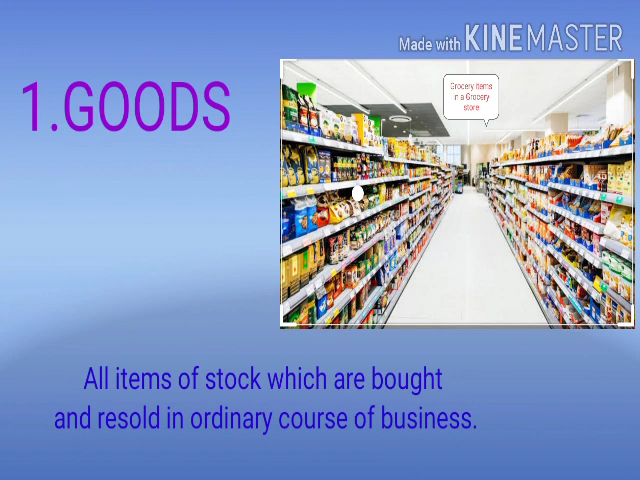 Made with KINEMASTER
1.GOODS
Grocery items
in a Grocery
store
All items of stock which are bought
and resold in ordinary course of business.